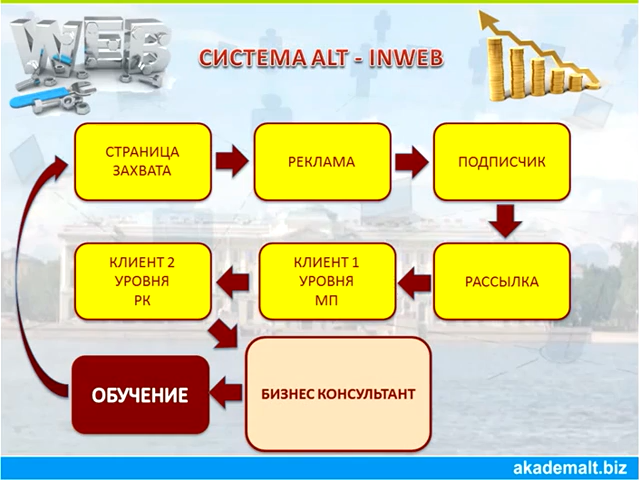 WEB
СИСТЕМА ALT - INWEB
СТРАНИЦА
ЗАХВАТА
РЕКЛАМА
ПОДПИСЧИК
КЛИЕНТ 2
УРОВНЯ
РК
КЛИЕНТ 1
УРОВНЯ
МП
РАССЫЛКА
ОБУЧЕНИЕ
БИЗНЕС КОНСУЛЬТАНТ
akademalt.biz